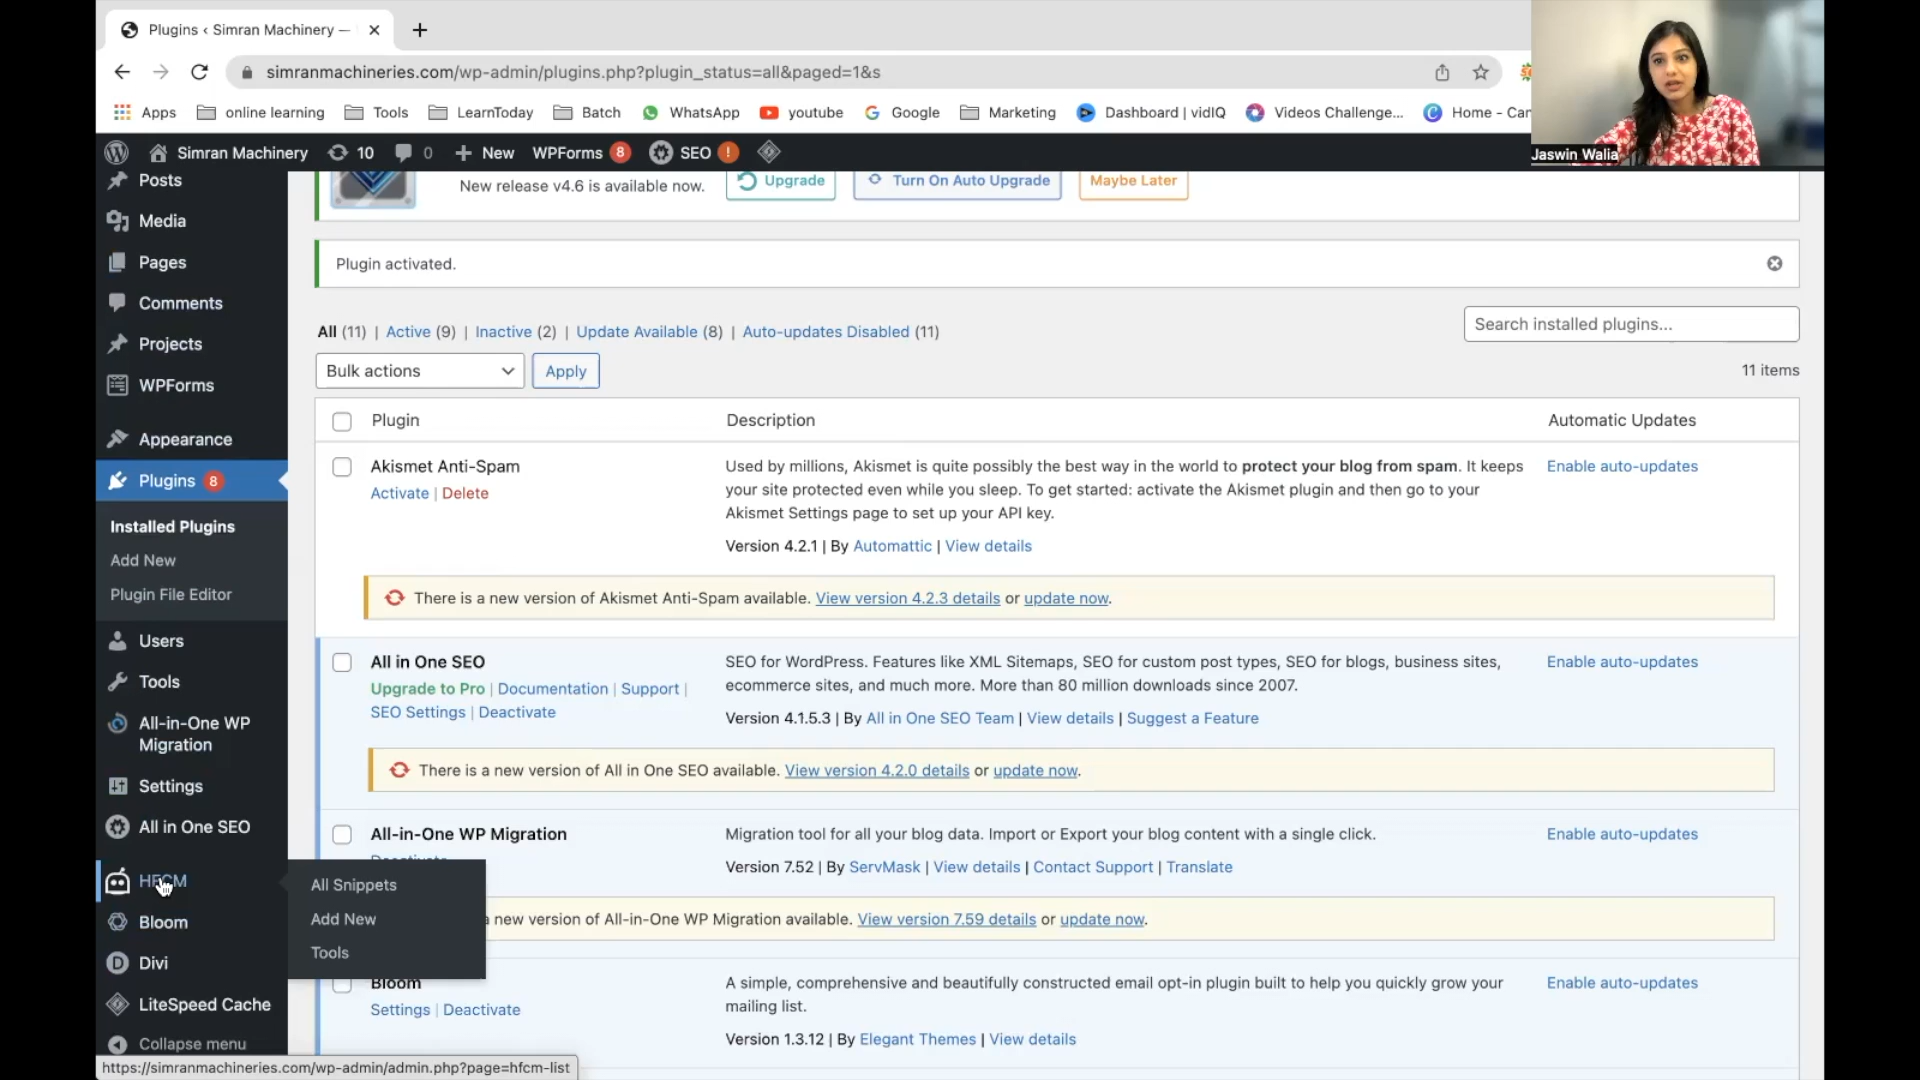 Plugins ‹ Simran Machinery —
simranmachineries.com/wp-admin/plugins.php?plugin_status=all&paged=1&s
Apps online learning Tools LearnToday Batch WhatsApp youtube Google Marketing Dashboard | vidIQ Videos Challenge... Home - Can
Jaswin Walia
Simran Machinery 10 0 New WPForms 8 SEO !
Posts
Media
Pages
Comments
Projects
WPForms
Appearance
Plugins 8
Installed Plugins
Add New
Plugin File Editor
Users
Tools
All-in-One WP
Migration
Settings
All in One SEO
HFCM
Bloom
Divi
LiteSpeed Cache
Collapse menu
All Snippets
Add New
Tools
New release v4.6 is available now. Upgrade Turn On Auto Upgrade Maybe Later
Plugin activated.
All (11) | Active (9) | Inactive (2) | Update Available (8) | Auto-updates Disabled (11)
Search installed plugins...
Bulk actions Apply
11 items
Plugin Description Automatic Updates
Akismet Anti-Spam
Activate | Delete
Used by millions, Akismet is quite possibly the best way in the world to protect your blog from spam. It keeps
your site protected even while you sleep. To get started: activate the Akismet plugin and then go to your
Akismet Settings page to set up your API key.
Version 4.2.1 | By Automattic | View details
Enable auto-updates
There is a new version of Akismet Anti-Spam available. View version 4.2.3 details or update now.
All in One SEO
Upgrade to Pro | Documentation | Support |
SEO Settings | Deactivate
SEO for WordPress. Features like XML Sitemaps, SEO for custom post types, SEO for blogs, business sites,
ecommerce sites, and much more. More than 80 million downloads since 2007.
Version 4.1.5.3 | By All in One SEO Team | View details | Suggest a Feature
Enable auto-updates
There is a new version of All in One SEO available. View version 4.2.0 details or update now.
All-in-One WP Migration
Deactivate
Migration tool for all your blog data. Import or Export your blog content with a single click.
Version 7.52 | By ServMask | View details | Contact Support | Translate
Enable auto-updates
new version of All-in-One WP Migration available. View version 7.59 details or update now.
Bloom
Settings | Deactivate
A simple, comprehensive and beautifully constructed email opt-in plugin built to help you quickly grow your
mailing list.
Version 1.3.12 | By Elegant Themes | View details
Enable auto-updates
https://simranmachineries.com/wp-admin/admin.php?page=hfcm-list